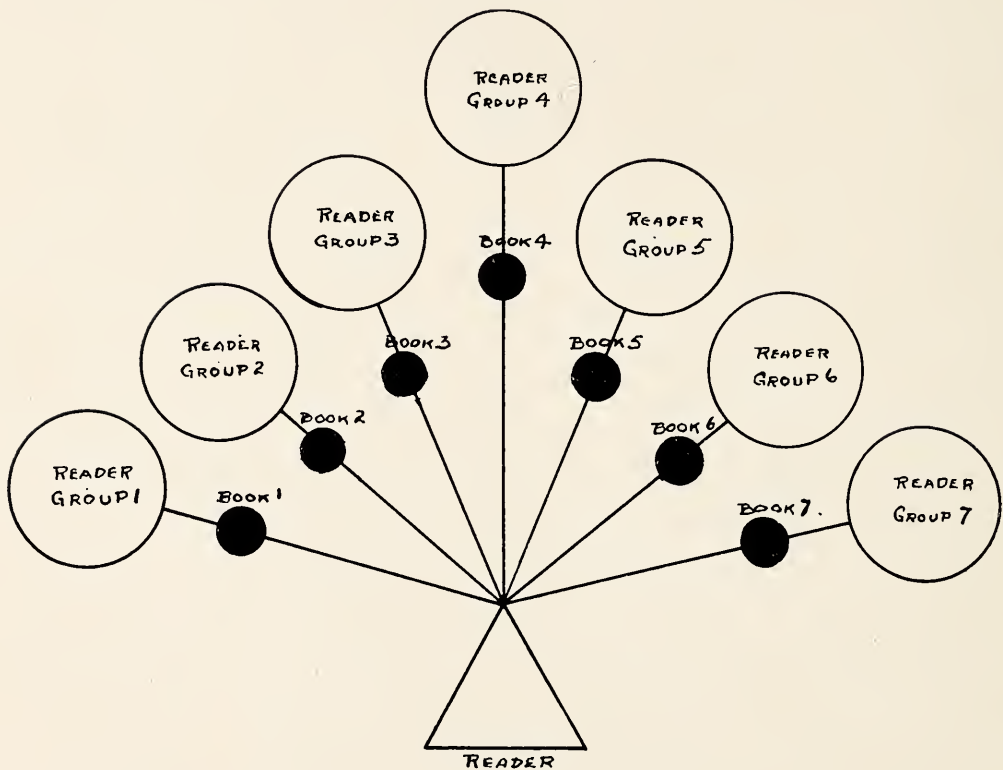 READER
GROUP 4
READER
GROUP 3
READER
GROUP 5
BOOK 4
READER
GROUP 2
BOOK 3
BOOK 5
READER
GROUP 6
BOOK 2
BOOK 6
READER
GROUP 1
BOOK 1
BOOK 7.
READER
GROUP 7
READER